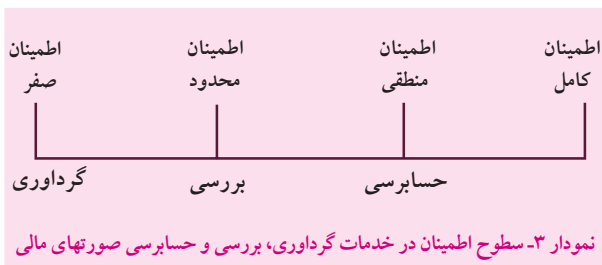 اطمینان اطمینان اطمینان اطمینان
کامل منطقی محدود صفر
حسابرسی بررسی گرداوری
نمودار ۳ـ سطوح اطمینان در خدمات گرداوری، بررسی و حسابرسی صورتهای مالی